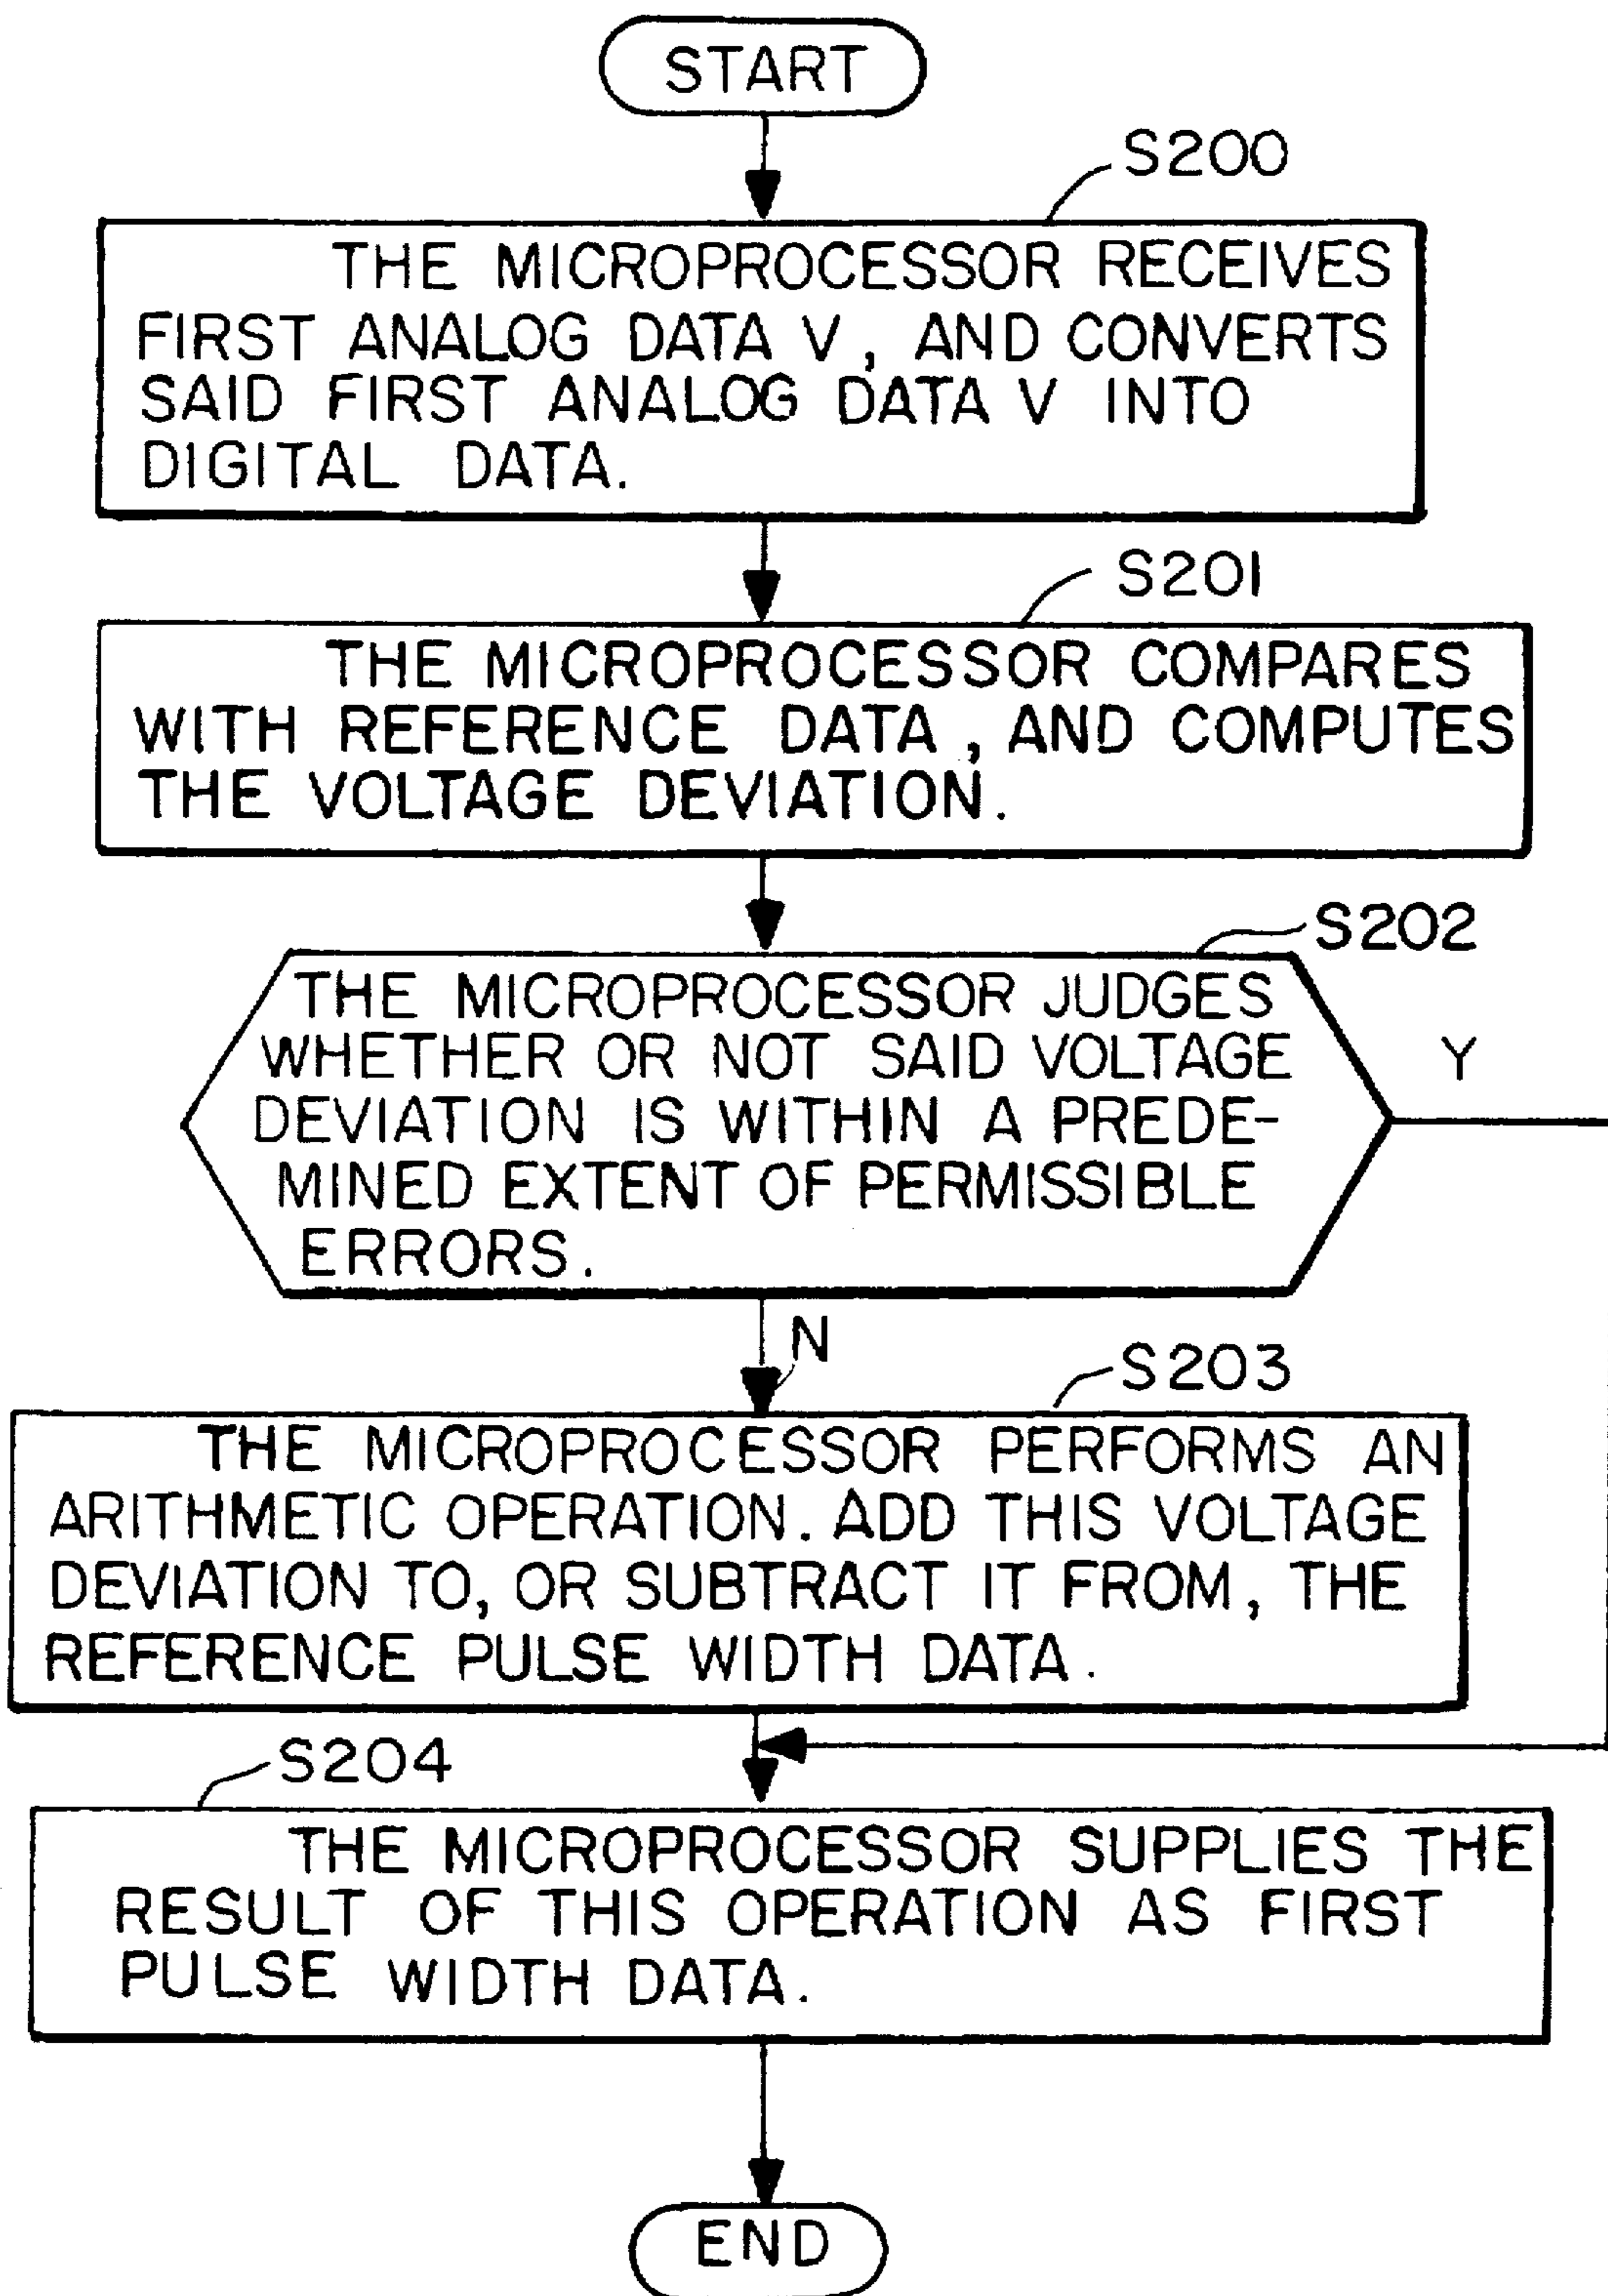 START
S200
THE MICROPROCESSOR RECEIVES
FIRST ANALOG DATA V, AND CONVERTS
SAID FIRST ANALOG DATA V INTO
DIGITAL DATA.
S201
THE MICROPROCESSOR COMPARES
WITH REFERENCE DATA, AND COMPUTES
THE VOLTAGE DEVIATION.
S202
THE MICROPROCESSOR JUDGES
WHETHER OR NOT SAID VOLTAGE
DEVIATION IS WITHIN A PREDE-
MINED EXTENT OF PERMISSIBLE
ERRORS.
Y
N
S203
THE MICROPROCESSOR PERFORMS AN
ARITHMETIC OPERATION. ADD THIS VOLTAGE
DEVIATION TO, OR SUBTRACT IT FROM, THE
REFERENCE PULSE WIDTH DATA.
S204
THE MICROPROCESSOR SUPPLIES THE
RESULT OF THIS OPERATION AS FIRST
PULSE WIDTH DATA.
END